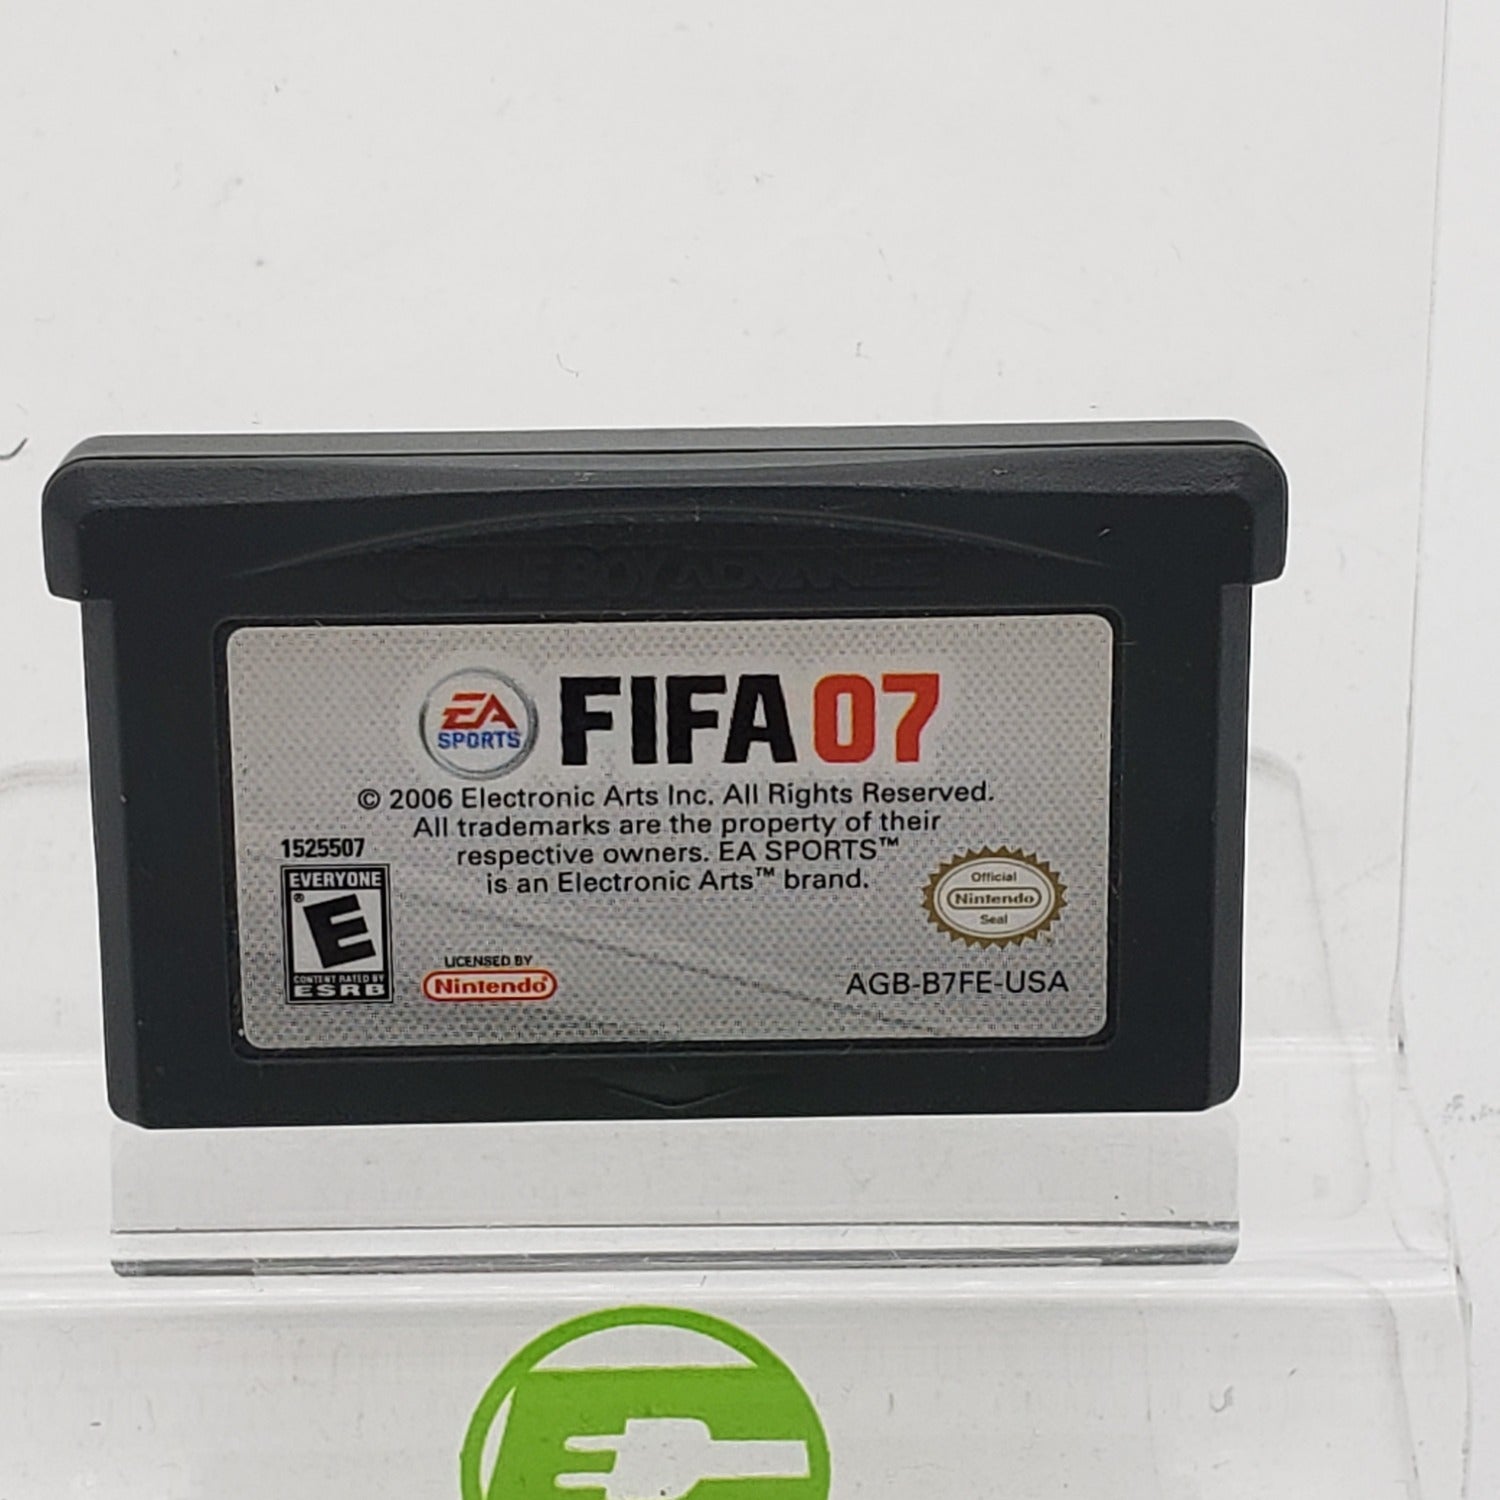 GAME BOY ADVANCE
EA
SPORTS
FIFA 07
© 2006 Electronic Arts Inc. All Rights Reserved.
All trademarks are the property of their
respective owners. EA SPORTS™
is an Electronic Arts™ brand.
1525507
EVERYONE
E®
CONTENT RATED BY
ESRB
LICENSED BY
Nintendo®
Official
Nintendo
Seal
AGB-B7FE-USA